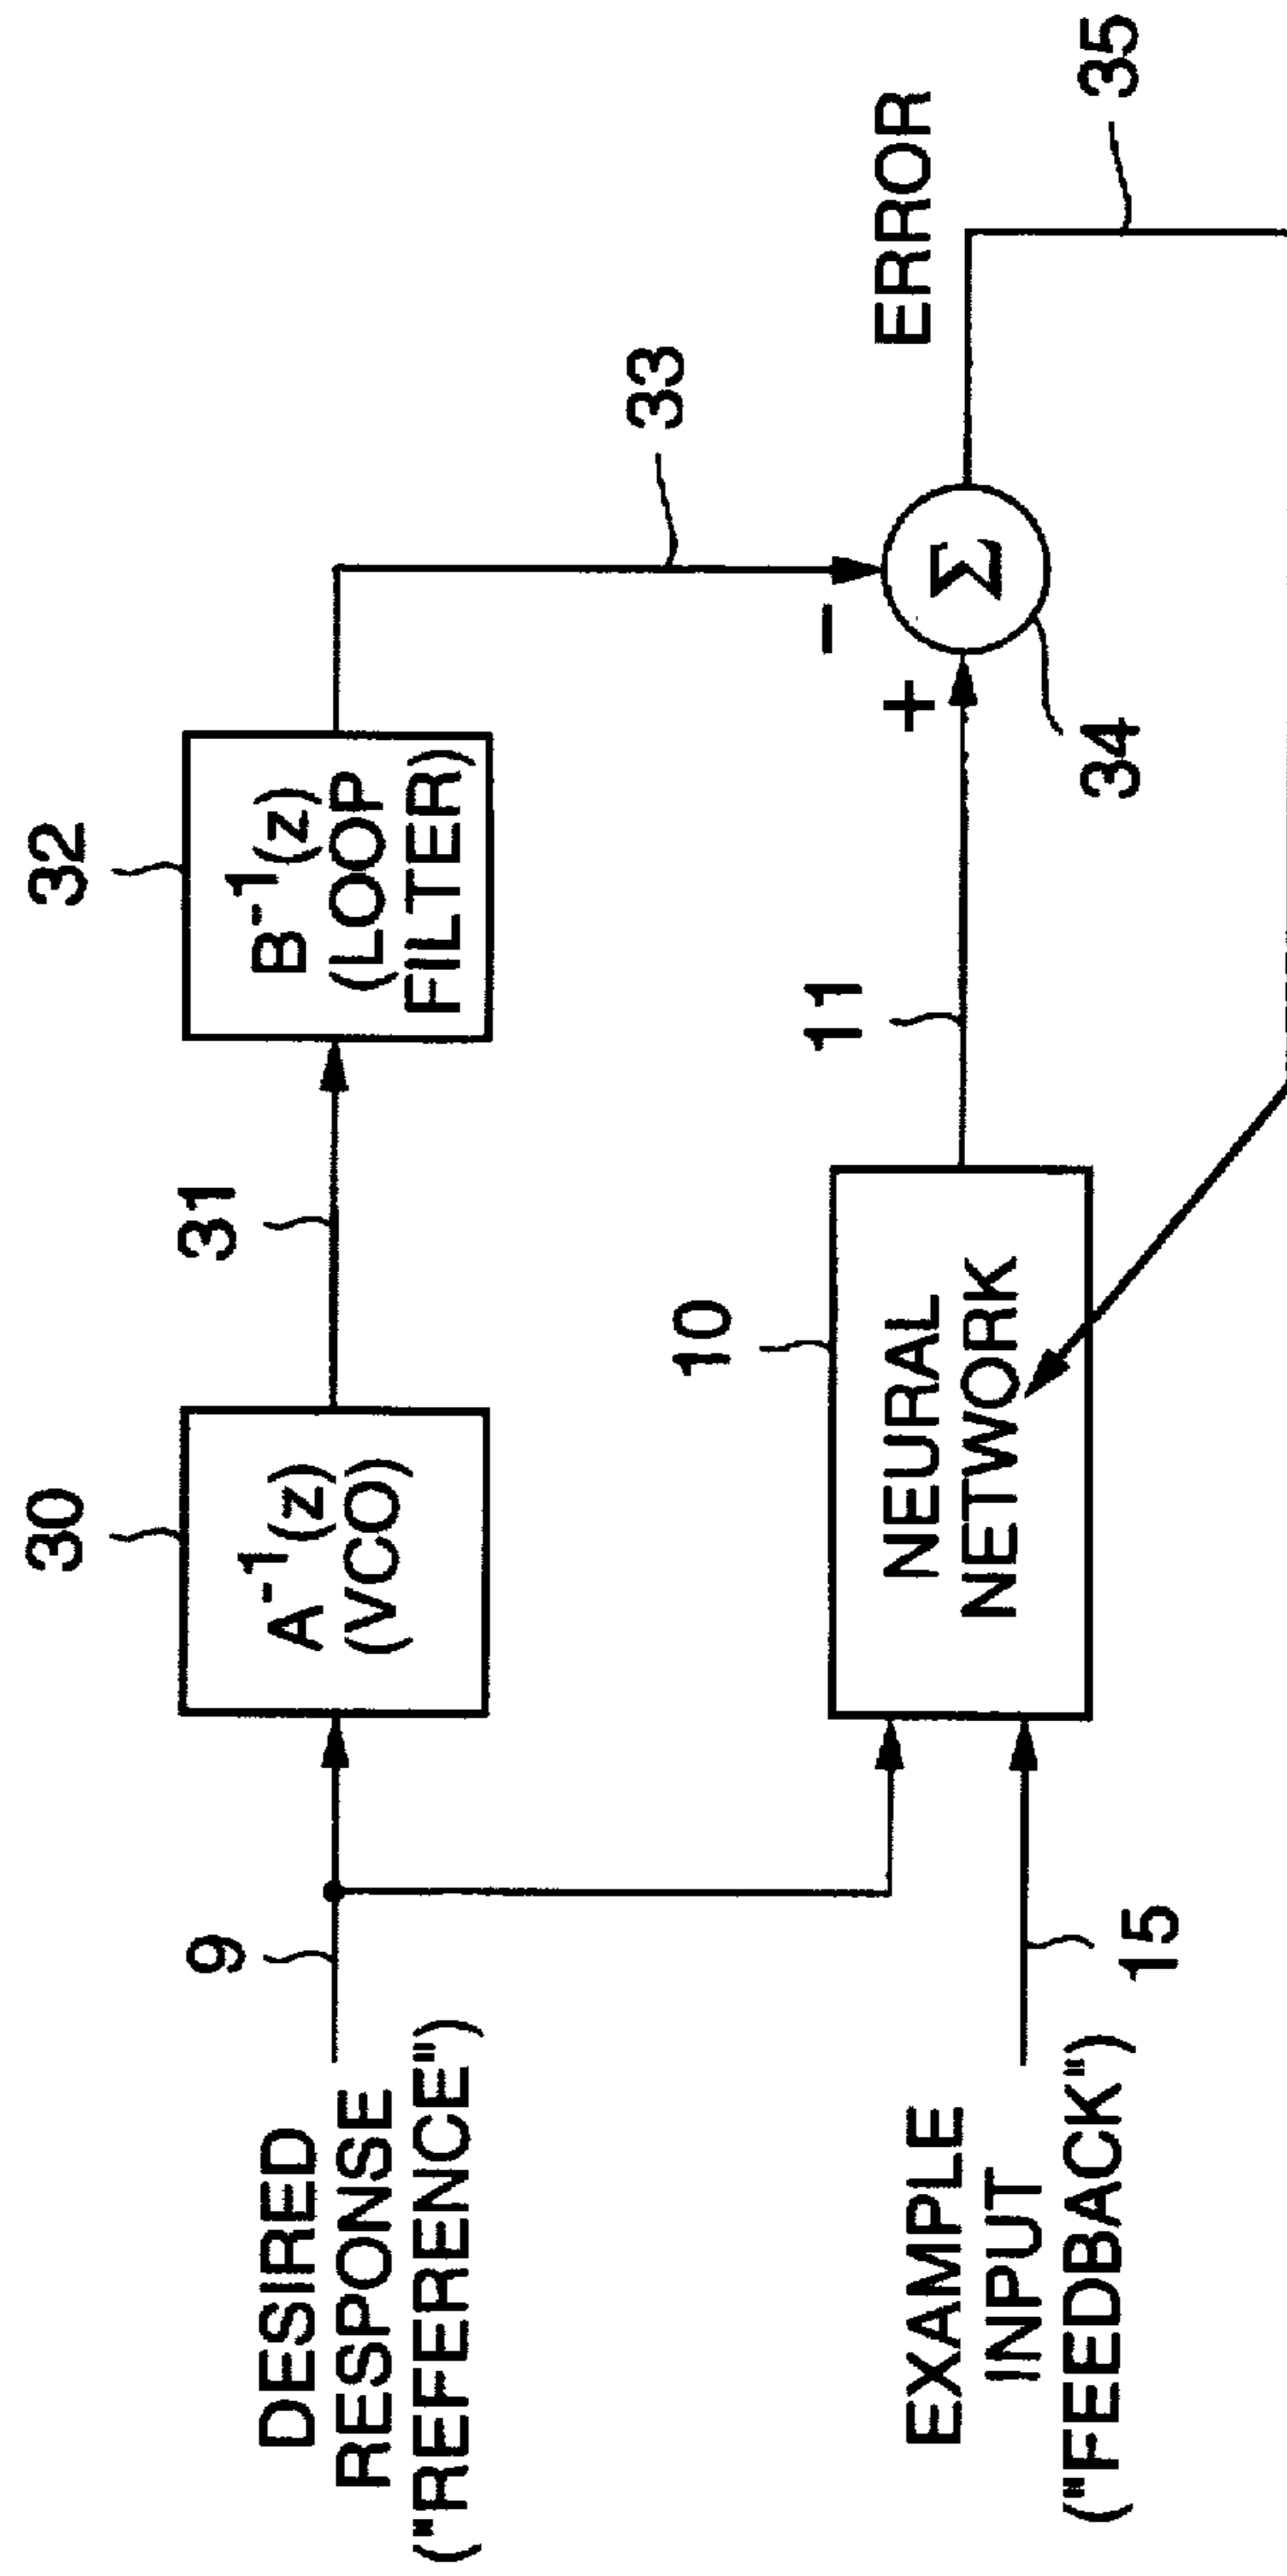 30
32
A⁻¹(z)
(VCO)
B⁻¹(z)
(LOOP
FILTER)
9
31
33
DESIRED
RESPONSE
("REFERENCE")
10
11
ERROR
NEURAL
NETWORK
+
−
Σ
34
35
EXAMPLE
INPUT
("FEEDBACK")
15